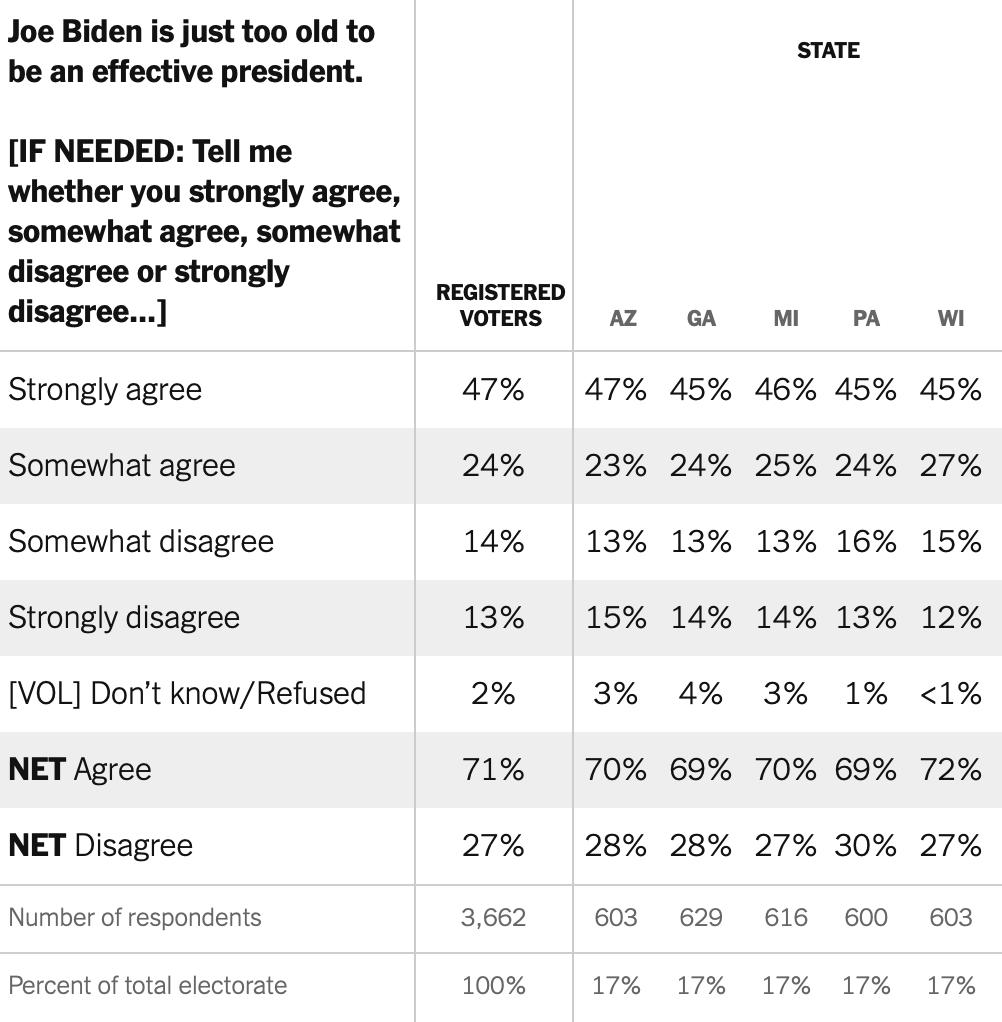 Joe Biden is just too old to
be an effective president.
[IF NEEDED: Tell me
whether you strongly agree,
somewhat agree, somewhat
disagree or strongly
disagree...]
STATE
REGISTERED
VOTERS AZ GA MI PA WI
Strongly agree 47% 47% 45% 46% 45% 45%
Somewhat agree 24% 23% 24% 25% 24% 27%
Somewhat disagree 14% 13% 13% 13% 16% 15%
Strongly disagree 13% 15% 14% 14% 13% 12%
[VOL] Don’t know/Refused 2% 3% 4% 3% 1% <1%
NET Agree 71% 70% 69% 70% 69% 72%
NET Disagree 27% 28% 28% 27% 30% 27%
Number of respondents 3,662 603 629 616 600 603
Percent of total electorate 100% 17% 17% 17% 17% 17%